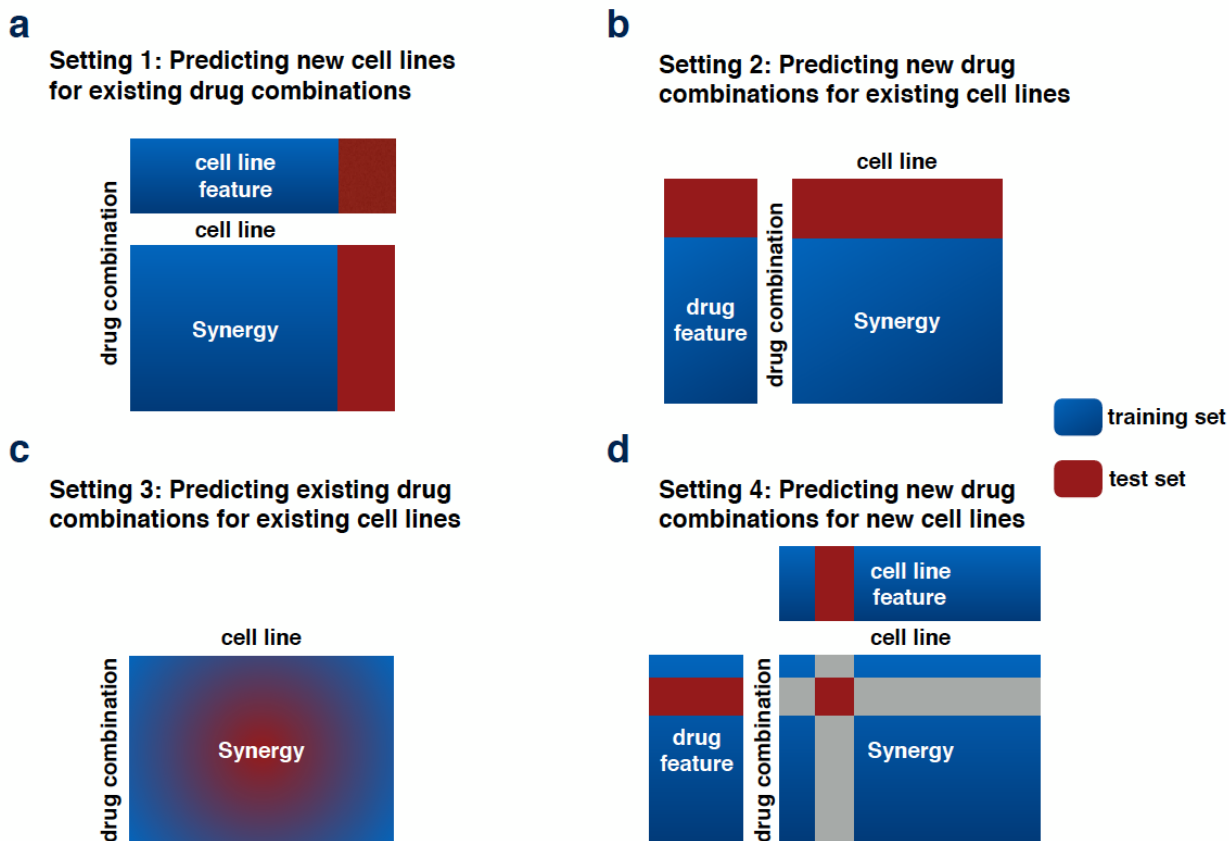 a
Setting 1: Predicting new cell lines
for existing drug combinations
cell line
feature
cell line
drug combination
Synergy
b
Setting 2: Predicting new drug
combinations for existing cell lines
cell line
drug
feature
drug combination
Synergy
training set
test set
c
Setting 3: Predicting existing drug
combinations for existing cell lines
cell line
drug combination
Synergy
d
Setting 4: Predicting new drug
combinations for new cell lines
cell line
feature
cell line
drug
feature
drug combination
Synergy